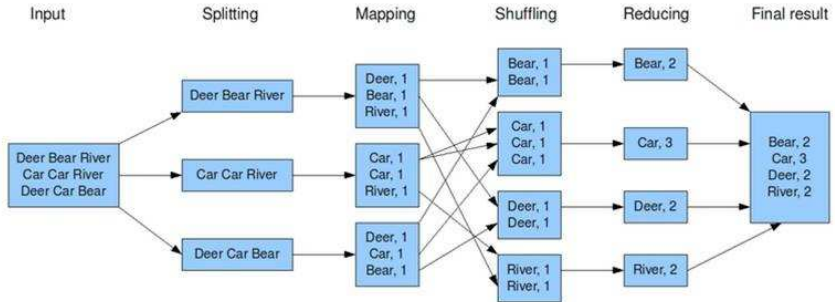 Input
Splitting
Mapping
Shuffling
Reducing
Final result
Deer Bear River
Car Car River
Deer Car Bear
Deer Bear River
Car Car River
Deer Car Bear
Deer, 1
Bear, 1
River, 1
Car, 1
Car, 1
River, 1
Deer, 1
Car, 1
Bear, 1
Bear, 1
Bear, 1
Car, 1
Car, 1
Car, 1
Deer, 1
Deer, 1
River, 1
River, 1
Bear, 2
Car, 3
Deer, 2
River, 2
Bear, 2
Car, 3
Deer, 2
River, 2